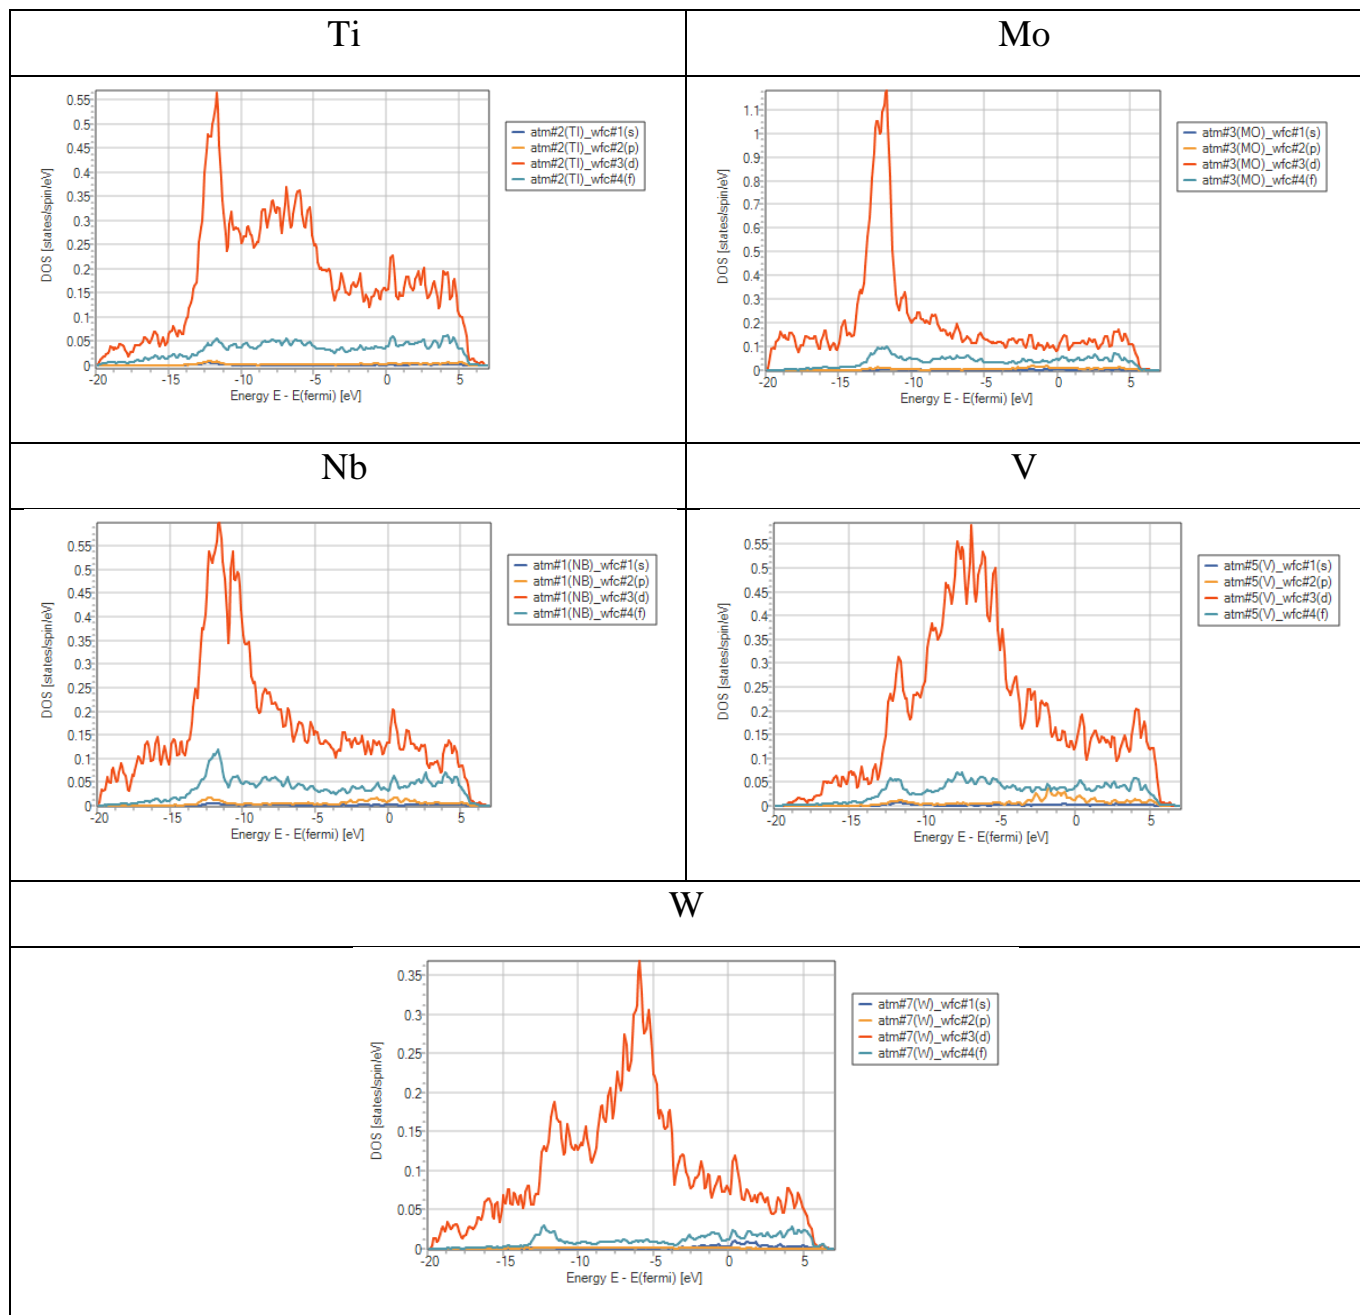 Ti
Mo
0.55
0.5
0.45
0.4
0.35
0.3
0.25
0.2
0.15
0.1
0.05
0
DOS [states/spin/eV]
-20 -15 -10 -5 0 5
Energy E - E(fermi) [eV]
atm#2(TI)_wfc#1(s)
atm#2(TI)_wfc#2(p)
atm#2(TI)_wfc#3(d)
atm#2(TI)_wfc#4(f)
1.1
1
0.9
0.8
0.7
0.6
0.5
0.4
0.3
0.2
0.1
0
DOS [states/spin/eV]
-20 -15 -10 -5 0 5
Energy E - E(fermi) [eV]
atm#3(MO)_wfc#1(s)
atm#3(MO)_wfc#2(p)
atm#3(MO)_wfc#3(d)
atm#3(MO)_wfc#4(f)
Nb
V
0.55
0.5
0.45
0.4
0.35
0.3
0.25
0.2
0.15
0.1
0.05
0
DOS [states/spin/eV]
-20 -15 -10 -5 0 5
Energy E - E(fermi) [eV]
atm#1(NB)_wfc#1(s)
atm#1(NB)_wfc#2(p)
atm#1(NB)_wfc#3(d)
atm#1(NB)_wfc#4(f)
0.55
0.5
0.45
0.4
0.35
0.3
0.25
0.2
0.15
0.1
0.05
0
DOS [states/spin/eV]
-20 -15 -10 -5 0 5
Energy E - E(fermi) [eV]
atm#5(V)_wfc#1(s)
atm#5(V)_wfc#2(p)
atm#5(V)_wfc#3(d)
atm#5(V)_wfc#4(f)
W
0.35
0.3
0.25
0.2
0.15
0.1
0.05
0
DOS [states/spin/eV]
-20 -15 -10 -5 0 5
Energy E - E(fermi) [eV]
atm#7(W)_wfc#1(s)
atm#7(W)_wfc#2(p)
atm#7(W)_wfc#3(d)
atm#7(W)_wfc#4(f)